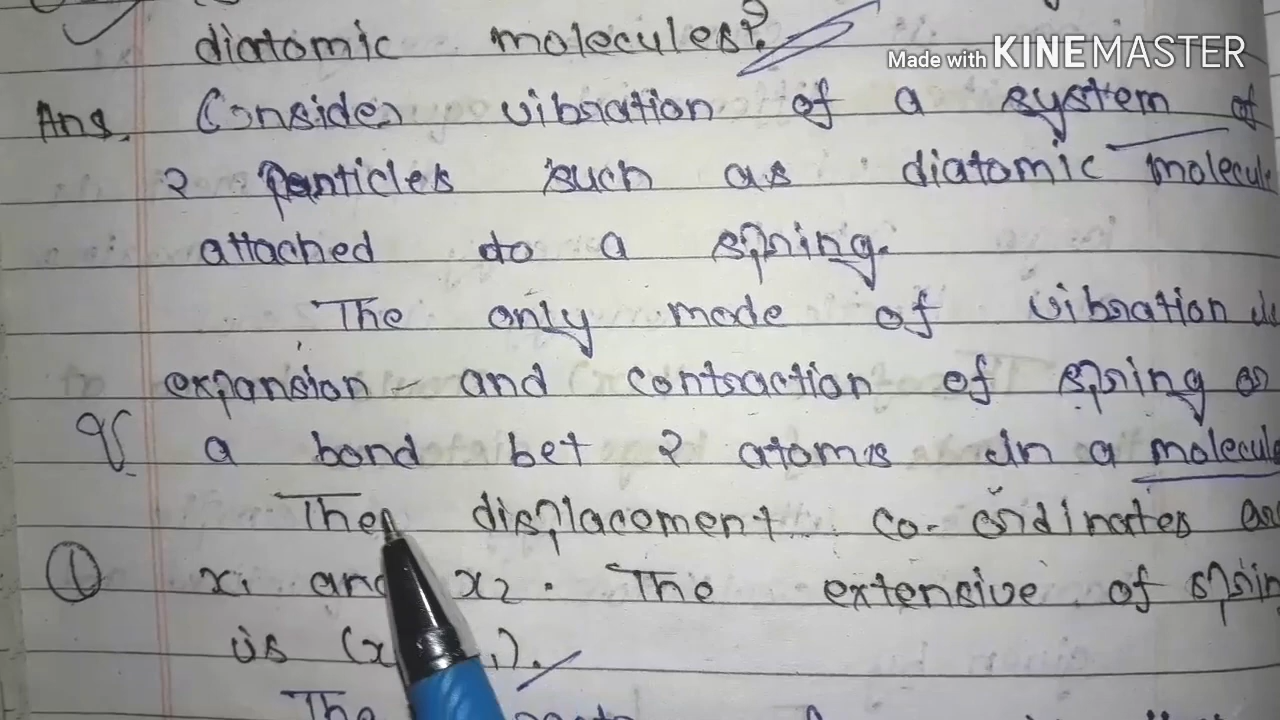 diatomic molecules?
Made with KINEMASTER
Ans. Consider vibration of a system of
2 particles such as diatomic molecule
attached to a spring.
The only mode of vibration is
expansion - and contraction of spring or
a bond bet 2 atoms in a molecule
The displacement co-ordinates are
① x₁ and x₂. The extensive of
is (x
The